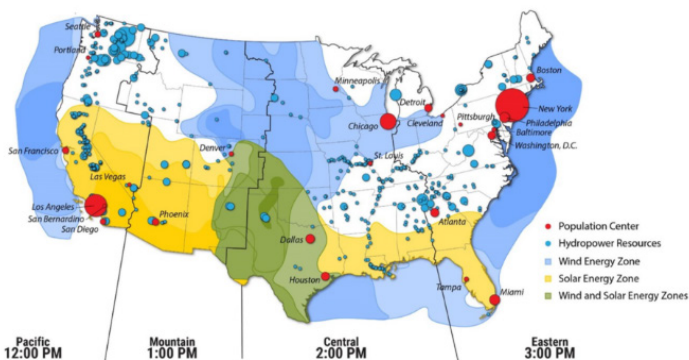 Seattle
Portland
Minneapolis
Boston
Detroit
New York
Chicago
Cleveland
Pittsburgh
Philadelphia
Baltimore
Washington, D.C.
San Francisco
Denver
St. Louis
Las Vegas
Los Angeles
San Bernardino
San Diego
Phoenix
Atlanta
Dallas
Houston
Tampa
Miami
Population Center
Hydropower Resources
Wind Energy Zone
Solar Energy Zone
Wind and Solar Energy Zones
Pacific
12:00 PM
Mountain
1:00 PM
Central
2:00 PM
Eastern
3:00 PM